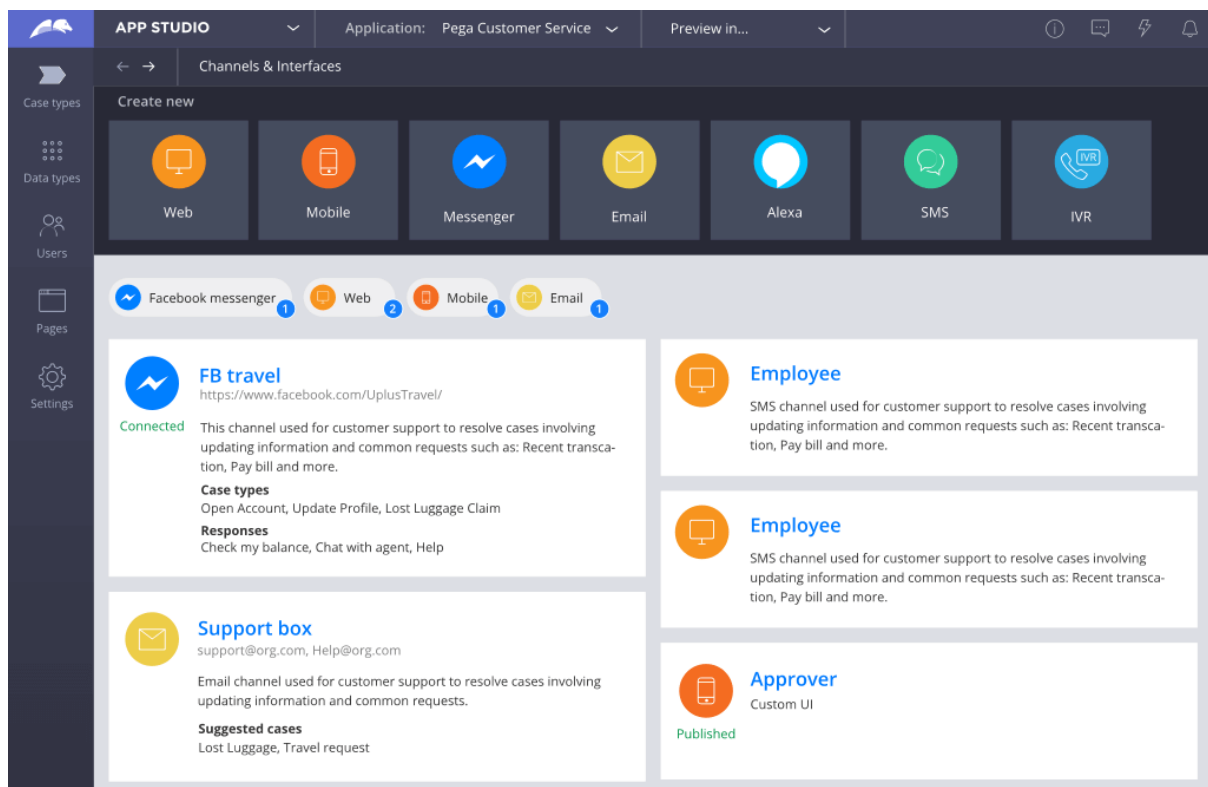 APP STUDIO
Application: Pega Customer Service
Preview in...
Channels & Interfaces
Case types
Data types
Users
Pages
Settings
Create new
Web
Mobile
Messenger
Email
Alexa
SMS
IVR
IVR
Facebook messenger 1
Web 2
Mobile 1
Email 1
FB travel
https://www.facebook.com/UplusTravel/
Connected
This channel used for customer support to resolve cases involving
updating information and common requests such as: Recent transca-
tion, Pay bill and more.
Case types
Open Account, Update Profile, Lost Luggage Claim
Responses
Check my balance, Chat with agent, Help
Support box
support@org.com, Help@org.com
Email channel used for customer support to resolve cases involving
updating information and common requests.
Suggested cases
Lost Luggage, Travel request
Employee
SMS channel used for customer support to resolve cases involving
updating information and common requests such as: Recent transca-
tion, Pay bill and more.
Employee
SMS channel used for customer support to resolve cases involving
updating information and common requests such as: Recent transca-
tion, Pay bill and more.
Approver
Custom UI
Published